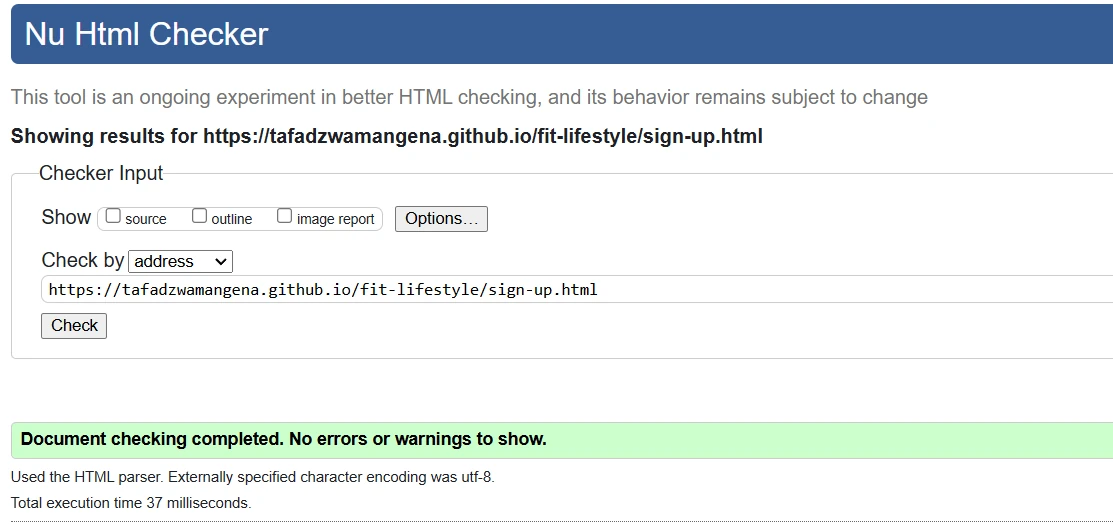 Nu Html Checker
This tool is an ongoing experiment in better HTML checking, and its behavior remains subject to change
Showing results for https://tafadzwamangena.github.io/fit-lifestyle/sign-up.html
Checker Input
Show source outline image report Options...
Check by address
https://tafadzwamangena.github.io/fit-lifestyle/sign-up.html
Check
Document checking completed. No errors or warnings to show.
Used the HTML parser. Externally specified character encoding was utf-8.
Total execution time 37 milliseconds.